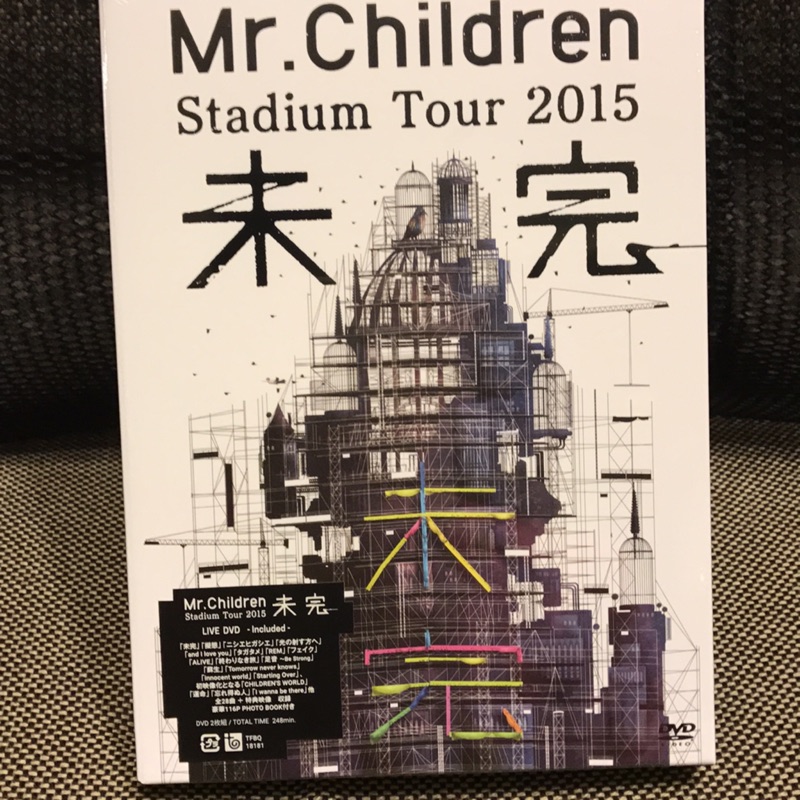 Mr.Children
Stadium Tour 2015
未完
未
完
Mr.Children
Stadium Tour 2015 未完
LIVE DVD - Included -
「未完」「擬態」「ニシエヒガシエ」「光の射す方へ」
「and I love you」「タガタメ」「REM」「フェイク」
「ALIVE」「終わりなき旅」「足音 ~Be Strong」
「蘇生」「Tomorrow never knows」
「innocent world」「Starting Over」、
初映像化となる「CHILDREN'S WORLD」
「運命」「忘れ得ぬ人」「I wanna be there」他
全28曲 + 特典映像 収録
豪華116P PHOTO BOOK付き
DVD 2枚組 / TOTAL TIME 248min.
TFBQ
18181
DVD
VIDEO